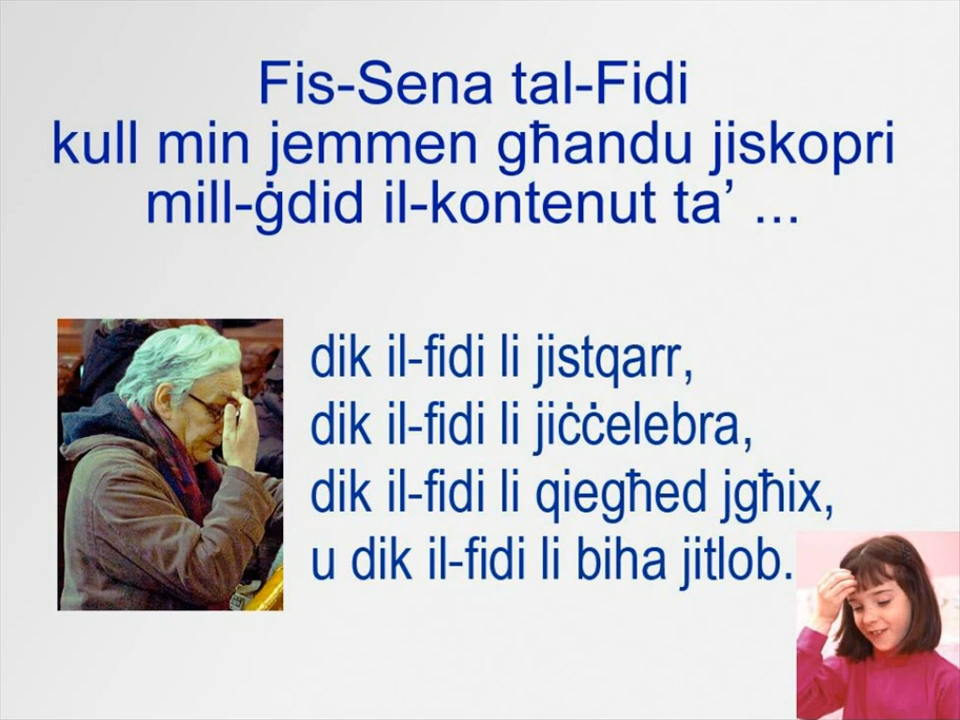 Fis-Sena tal-Fidi
kull min jemmen għandu jiskopri
mill-ġdid il-kontenut ta’ ...
dik il-fidi li jistqarr,
dik il-fidi li jiċċelebra,
dik il-fidi li qiegħed jgħix,
u dik il-fidi li biha jitlob.